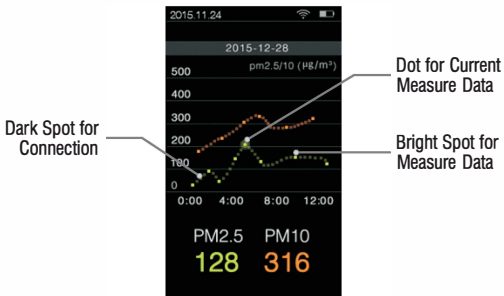 2015.11.24
2015-12-28
pm2.5/10 (μg/m³)
500
400
300
200
100
0
0:00 4:00 8:00 12:00
PM2.5 PM10
128 316
Dark Spot for
Connection
Dot for Current
Measure Data
Bright Spot for
Measure Data